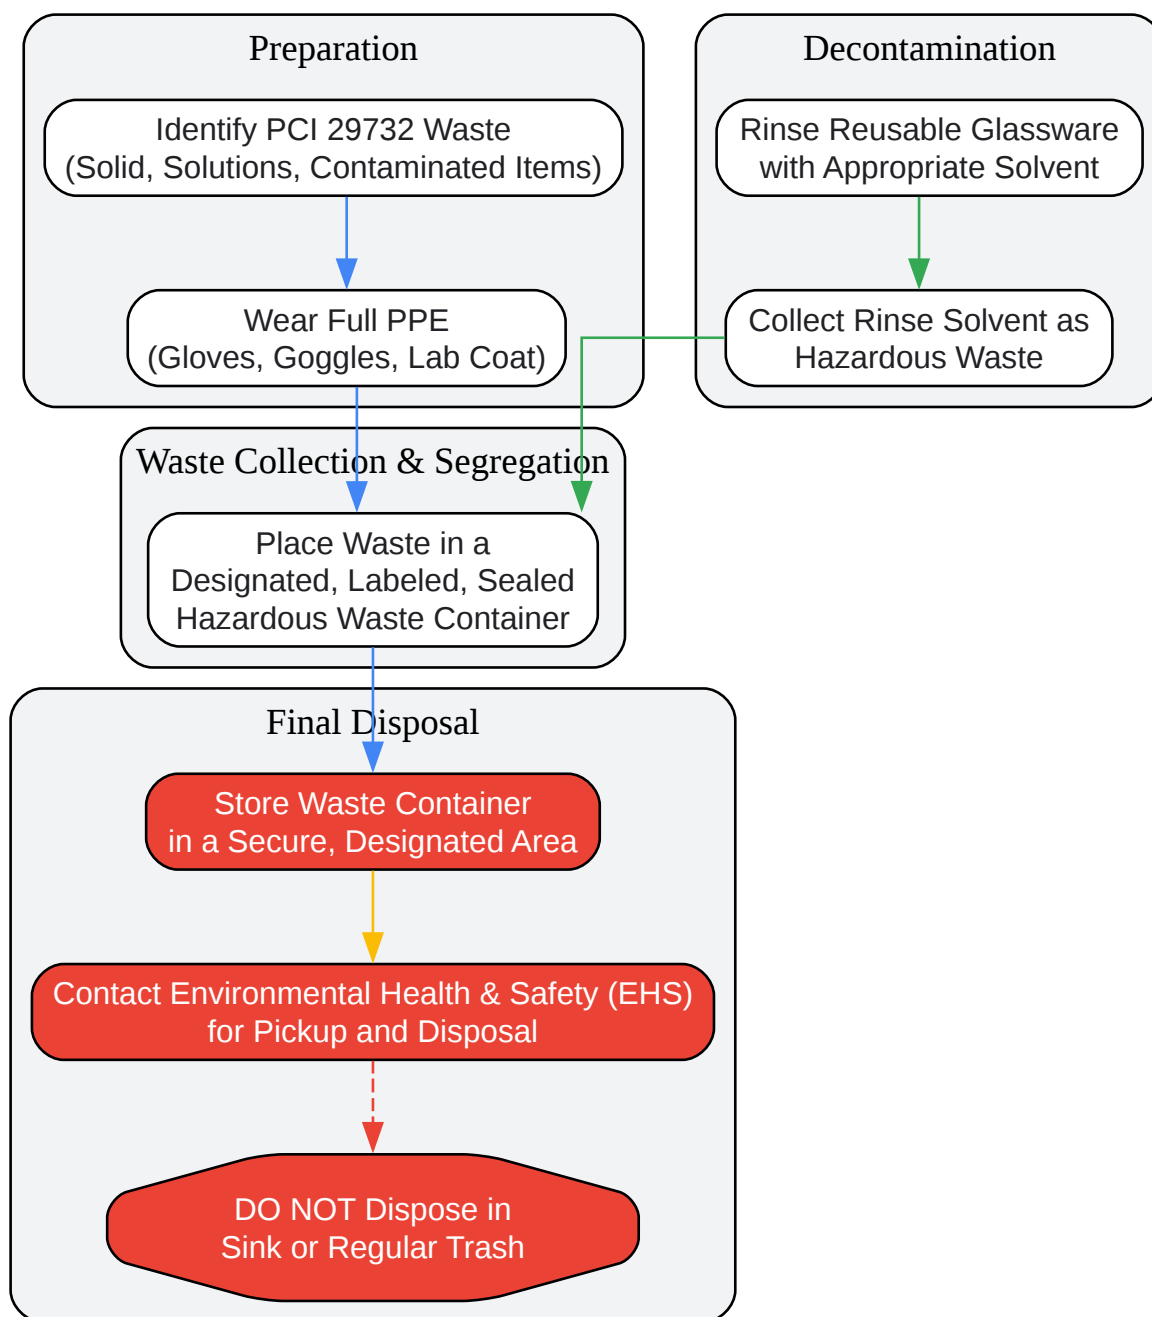 Preparation
Identify PCI 29732 Waste
(Solid, Solutions, Contaminated Items)
Wear Full PPE
(Gloves, Goggles, Lab Coat)
Decontamination
Rinse Reusable Glassware
with Appropriate Solvent
Collect Rinse Solvent as
Hazardous Waste
Waste Collection & Segregation
Place Waste in a
Designated, Labeled, Sealed
Hazardous Waste Container
Final Disposal
Store Waste Container
in a Secure, Designated Area
Contact Environmental Health & Safety (EHS)
for Pickup and Disposal
DO NOT Dispose in
Sink or Regular Trash